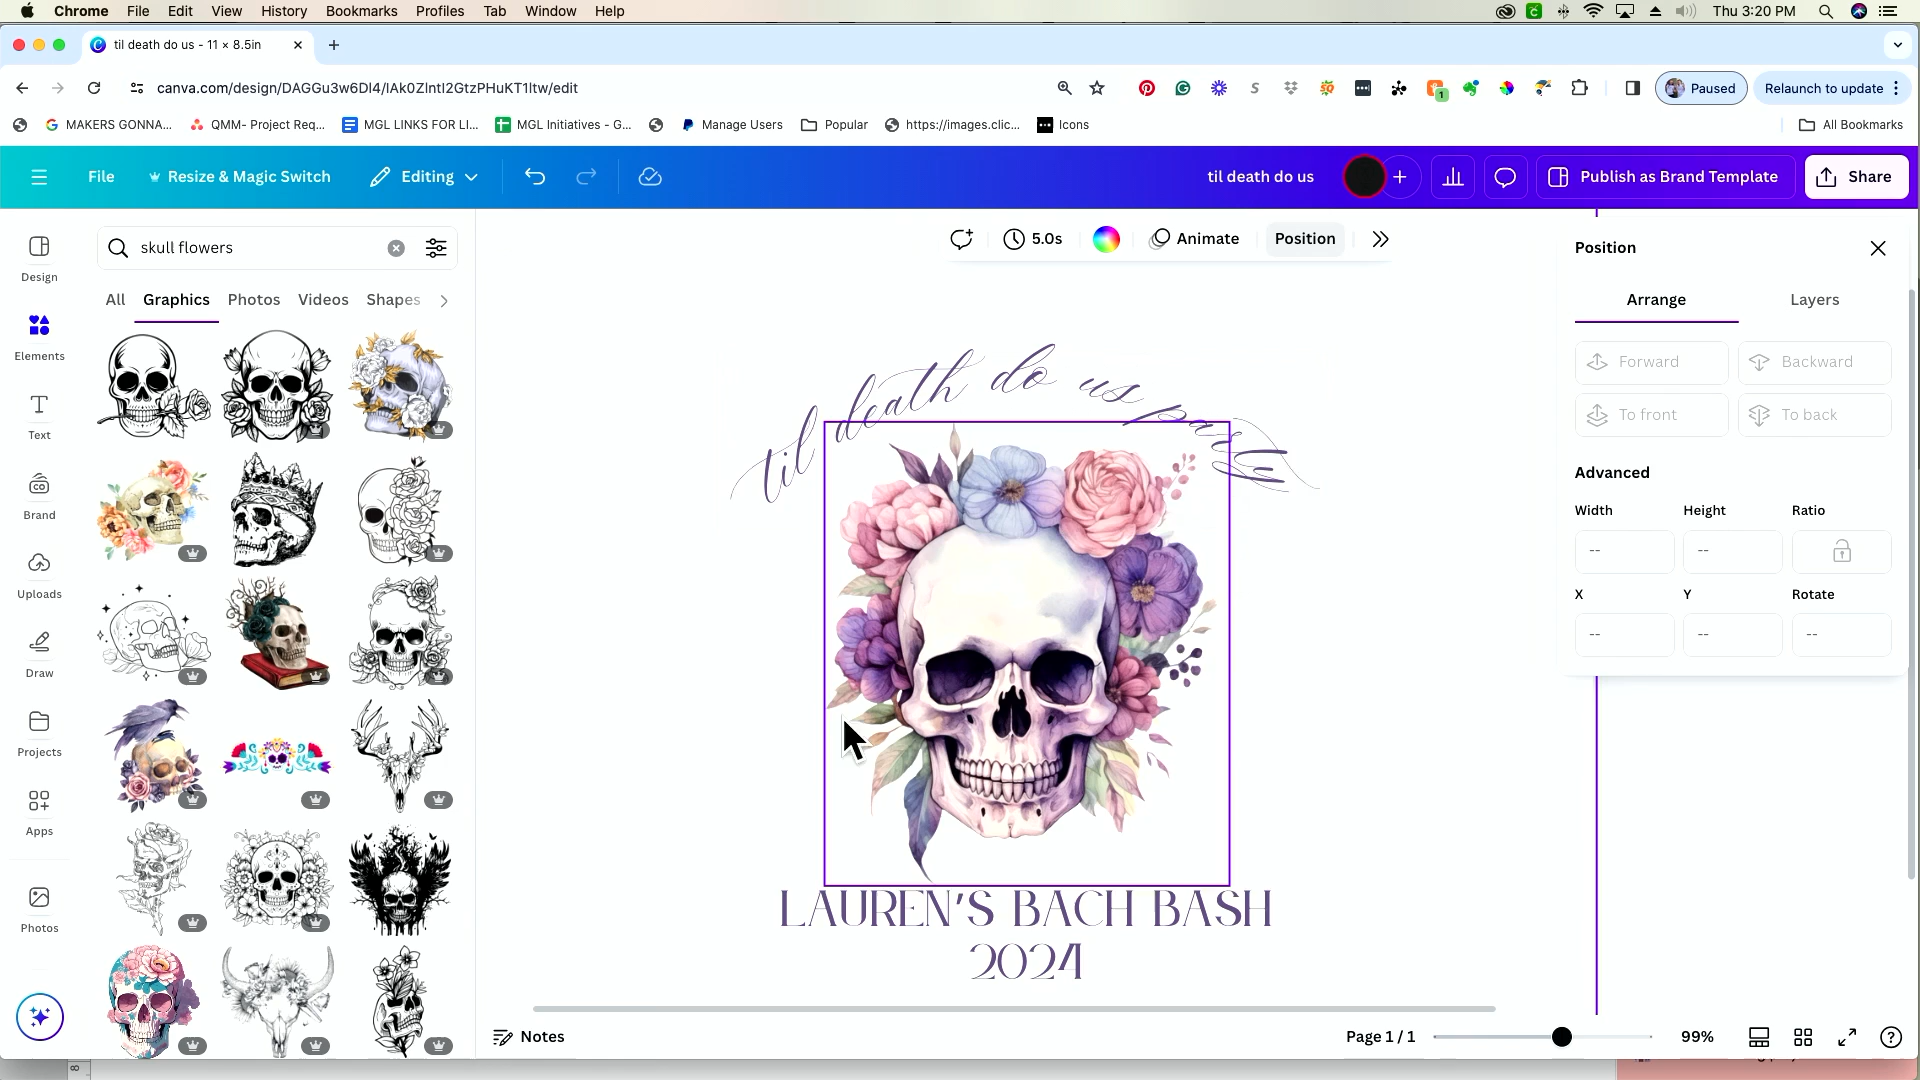 Chrome File Edit View History Bookmarks Profiles Tab Window Help Thu 3:20 PM
til death do us - 11 × 8.5in
canva.com/design/DAGGu3w6DI4/lAk0ZlntI2GtzPHuKT1ltw/edit Paused Relaunch to update
MAKERS GONNA... QMM- Project Req... MGL LINKS FOR LI... MGL Initiatives - G... Manage Users Popular https://images.clic... Icons All Bookmarks
File Resize & Magic Switch Editing til death do us Publish as Brand Template Share
skull flowers
5.0s Animate Position
Position
Design
All Graphics Photos Videos Shapes
Arrange Layers
Elements
Forward Backward
To front To back
Text
Brand
Uploads
Draw
Projects
Apps
Photos
Advanced
Width Height Ratio
-- --
X Y Rotate
-- -- --
til death do us party
LAUREN'S BACH BASH
2024
Notes Page 1 / 1 99%